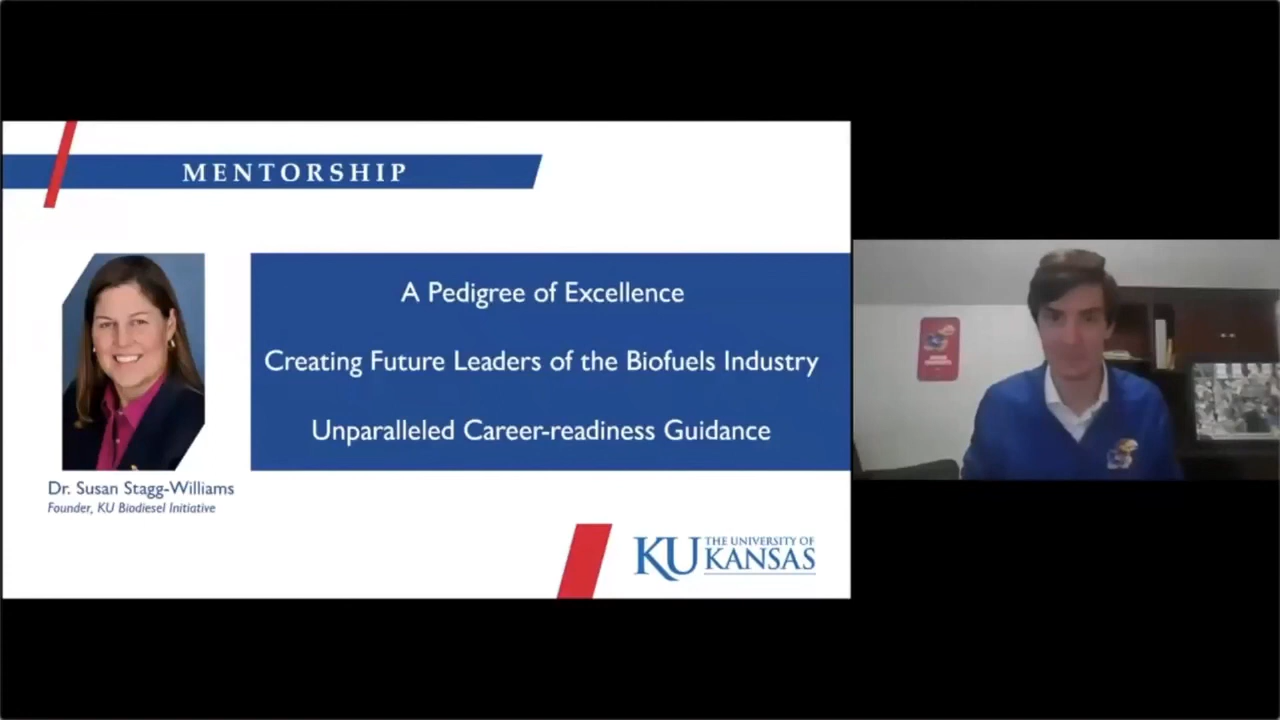 MENTORSHIP
A Pedigree of Excellence
Creating Future Leaders of the Biofuels Industry
Unparalleled Career-readiness Guidance
Dr. Susan Stagg-Williams
Founder, KU Biodiesel Initiative
KU THE UNIVERSITY OF
KANSAS